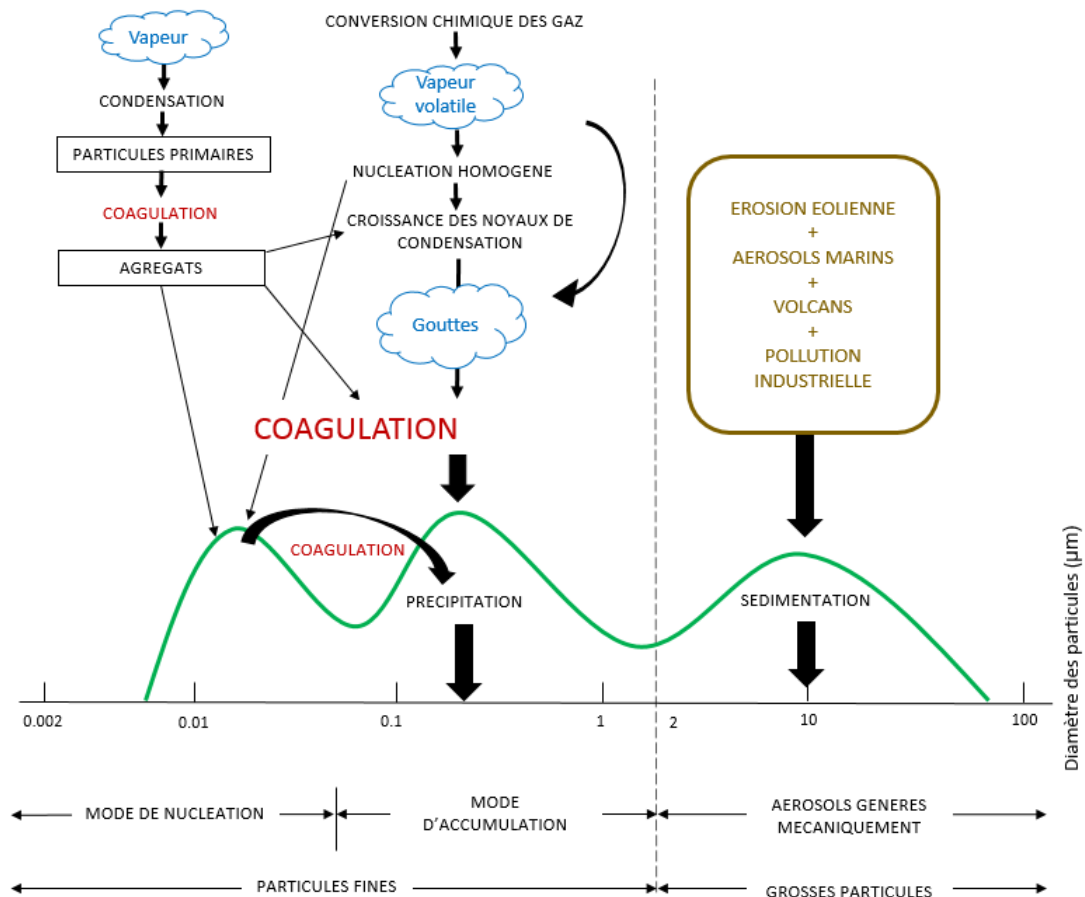 Vapeur
CONDENSATION
PARTICULES PRIMAIRES
COAGULATION
AGREGATS
CONVERSION CHIMIQUE DES GAZ
Vapeur
volatile
NUCLEATION HOMOGENE
CROISSANCE DES NOYAUX DE
CONDENSATION
Gouttes
COAGULATION
EROSION EOLIENNE
+
AEROSOLS MARINS
+
VOLCANS
+
POLLUTION
INDUSTRIELLE
COAGULATION
PRECIPITATION
SEDIMENTATION
0.002
0.01
0.1
1
2
10
100
Diamètre des particules (µm)
MODE DE NUCLEATION
MODE
D'ACCUMULATION
AEROSOLS GENERES
MECANIQUEMENT
PARTICULES FINES
GROSSES PARTICULES